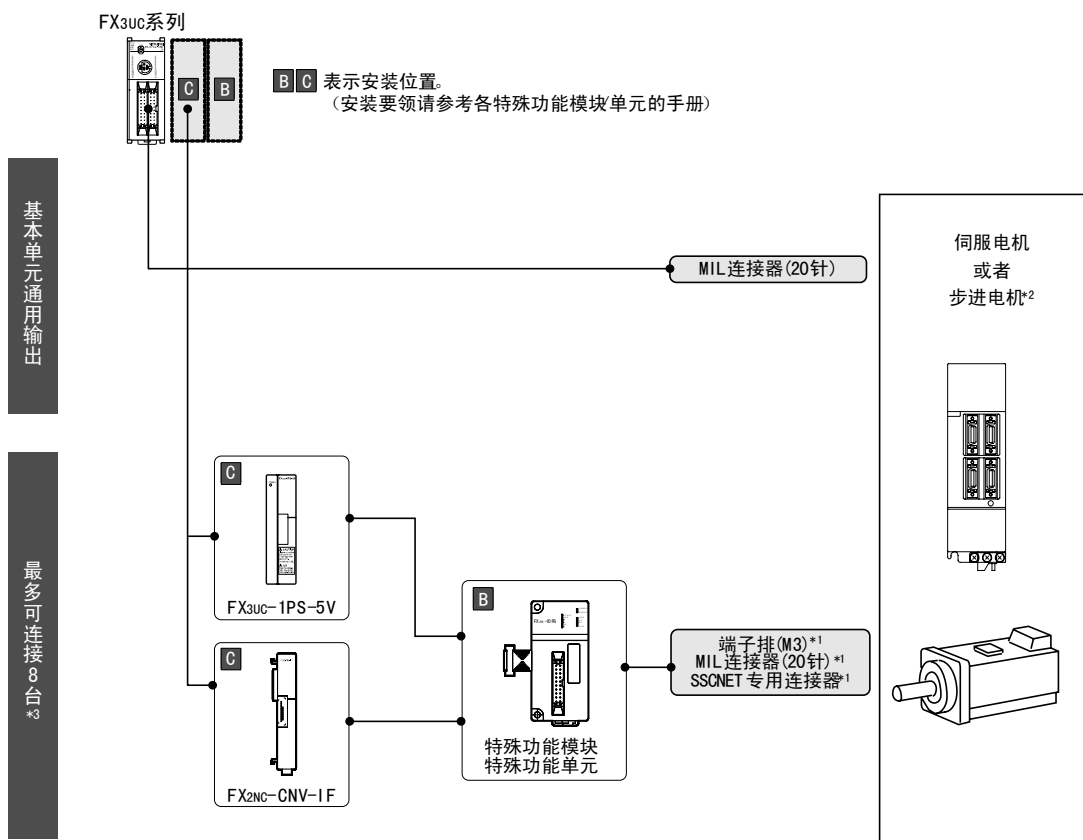 FX3UC系列
C
B
B C 表示安装位置。
(安装要领请参考各特殊功能模块/单元的手册)
基本单元通用输出
MIL连接器(20针)
伺服电机
或者
步进电机*2
最多可连接8台
*3
C
FX3UC-1PS-5V
C
FX2NC-CNV-IF
B
特殊功能模块
特殊功能单元
端子排(M3)*1
MIL连接器(20针)*1
SSCNET专用连接器*1